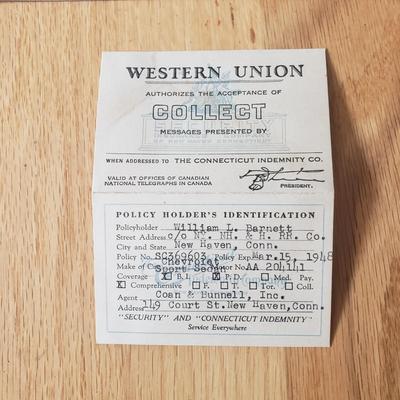 WESTERN UNION
AUTHORIZES THE ACCEPTANCE OF
COLLECT
MESSAGES PRESENTED BY
WHEN ADDRESSED TO THE CONNECTICUT INDEMNITY CO.
VALID AT OFFICES OF CANADIAN
NATIONAL TELEGRAPHS IN CANADA
PRESIDENT.
POLICY HOLDER'S IDENTIFICATION
Policyholder William L. Barnett
Street Address c/o NY. NH. & H. RR. Co.
City and State New Haven, Conn.
Policy No. SC369603 Policy Exp. Mar.15, 1948
Chevrolet
Make of Car Sport Sedan Motor No. AA 204141
Coverage X B.I. X P.D. Med. Pay.
X Comprehensive F. T. Tor. Coll.
Agent Coan & Bunnell, Inc.
Address 149 Court St. New Haven, Conn.
"SECURITY" AND "CONNECTICUT INDEMNITY"
Service Everywhere